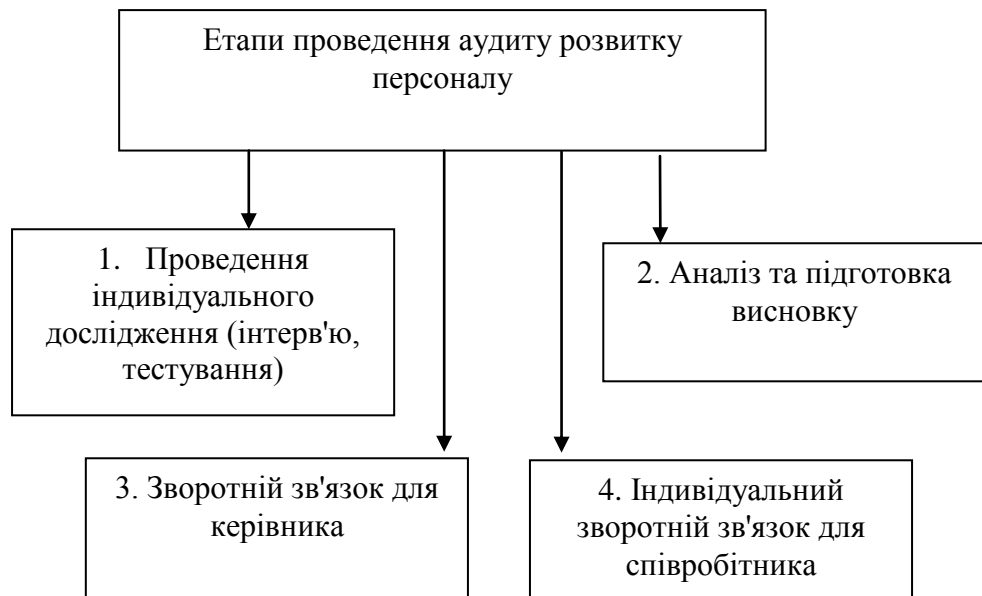 Етапи проведення аудиту розвитку
персоналу
1. Проведення
індивідуального
дослідження (інтерв'ю,
тестування)
2. Аналіз та підготовка
висновку
3. Зворотній зв'язок для
керівника
4. Індивідуальний
зворотній зв'язок для
співробітника